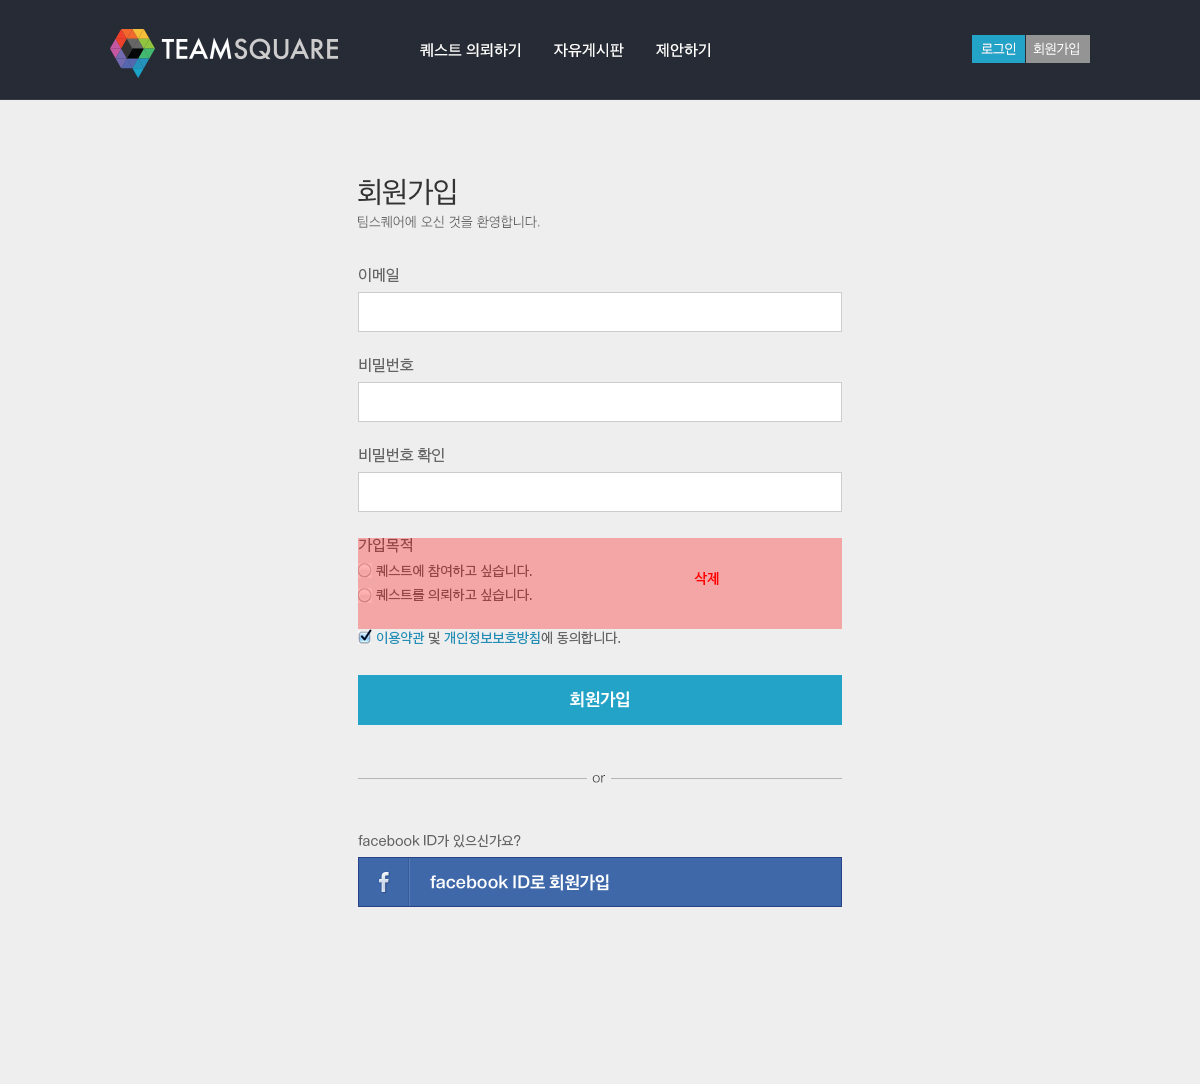 TEAMSQUARE 퀘스트 의뢰하기 자유게시판 제안하기 로그인 회원가입
회원가입
팀스퀘어에 오신 것을 환영합니다.
이메일
비밀번호
비밀번호 확인
가입목적
퀘스트에 참여하고 싶습니다.
삭제
퀘스트를 의뢰하고 싶습니다.
이용약관 및 개인정보보호방침에 동의합니다.
회원가입
or
facebook ID가 있으신가요?
f facebook ID로 회원가입